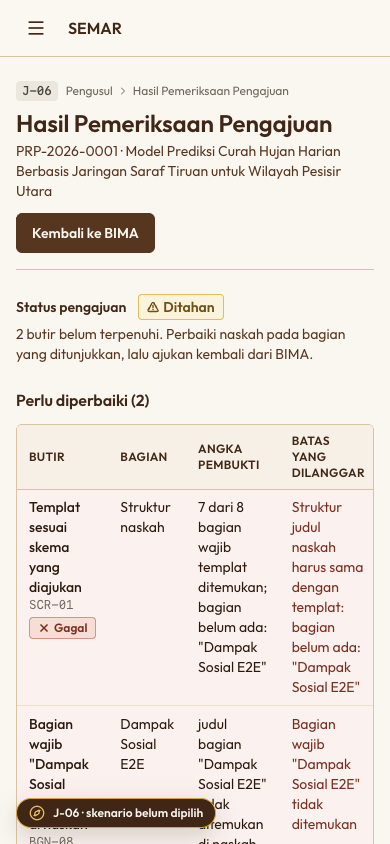 SEMAR
J-06 Pengusul > Hasil Pemeriksaan Pengajuan
Hasil Pemeriksaan Pengajuan
PRP-2026-0001 · Model Prediksi Curah Hujan Harian
Berbasis Jaringan Saraf Tiruan untuk Wilayah Pesisir
Utara
Kembali ke BIMA
Status pengajuan Ditahan
2 butir belum terpenuhi. Perbaiki naskah pada bagian
yang ditunjukkan, lalu ajukan kembali dari BIMA.
Perlu diperbaiki (2)
BUTIR
BAGIAN
ANGKA
PEMBUKTI
BATAS
YANG
DILANGGAR
Templat
sesuai
skema
yang
diajukan
SCR-01
Gagal
Struktur
naskah
7 dari 8
bagian
wajib
templat
ditemukan;
bagian
belum ada:
"Dampak
Sosial E2E"
Struktur
judul
naskah
harus sama
dengan
templat:
bagian
belum ada:
"Dampak
Sosial E2E"
Bagian
wajib
"Dampak
Sosial
BGN-08
Dampak
Sosial
E2E
judul
bagian
"Dampak
Sosial E2E"
ditemukan
Bagian
wajib
"Dampak
Sosial E2E"
tidak
ditemukan
J-06 · skenario belum dipilih